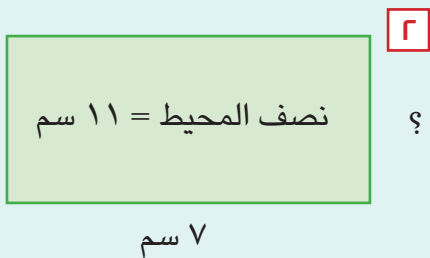 ٢
نصف المحيط = ١١ سم
؟
٧ سم